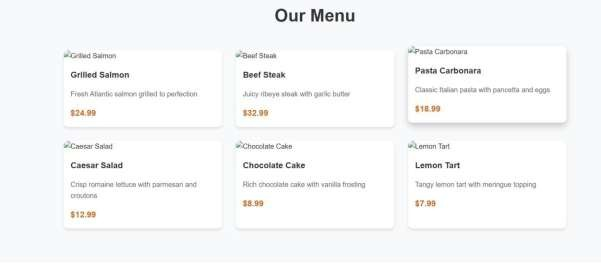 Our Menu
Grilled Salmon
Grilled Salmon
Fresh Atlantic salmon grilled to perfection
$24.99
Beef Steak
Beef Steak
Juicy ribeye steak with garlic butter
$32.99
Pasta Carbonara
Pasta Carbonara
Classic Italian pasta with pancetta and eggs
$18.99
Caesar Salad
Caesar Salad
Crisp romaine lettuce with parmesan and
croutons
$12.99
Chocolate Cake
Chocolate Cake
Rich chocolate cake with vanilla frosting
$8.99
Lemon Tart
Lemon Tart
Tangy lemon tart with meringue topping
$7.99